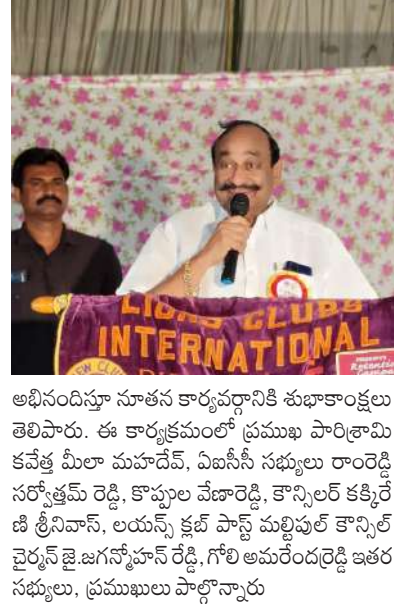 LIONS CLUBS
INTERNATIONAL
అభినందిస్తూ నూతన కార్యవర్గానికి శుభాకాంక్షలు
తెలిపారు. ఈ కార్యక్రమంలో ప్రముఖ పారిశ్రామి
కవేత్త మీలా మహదేవ్, ఏఐసీసీ సభ్యులు రాంరెడ్డి
సర్వోత్తమ్ రెడ్డి, కొప్పుల వేణారెడ్డి, కౌన్సిలర్ కక్కిరే
ణి శ్రీనివాస్, లయన్స్ క్లబ్ పాస్ట్ మల్టిపుల్ కౌన్సిల్
చైర్మన్ జై.జగన్మోహన్ రెడ్డి, గోలి అమరేందర్రెడ్డి ఇతర
సభ్యులు, ప్రముఖులు పాల్గొన్నారు